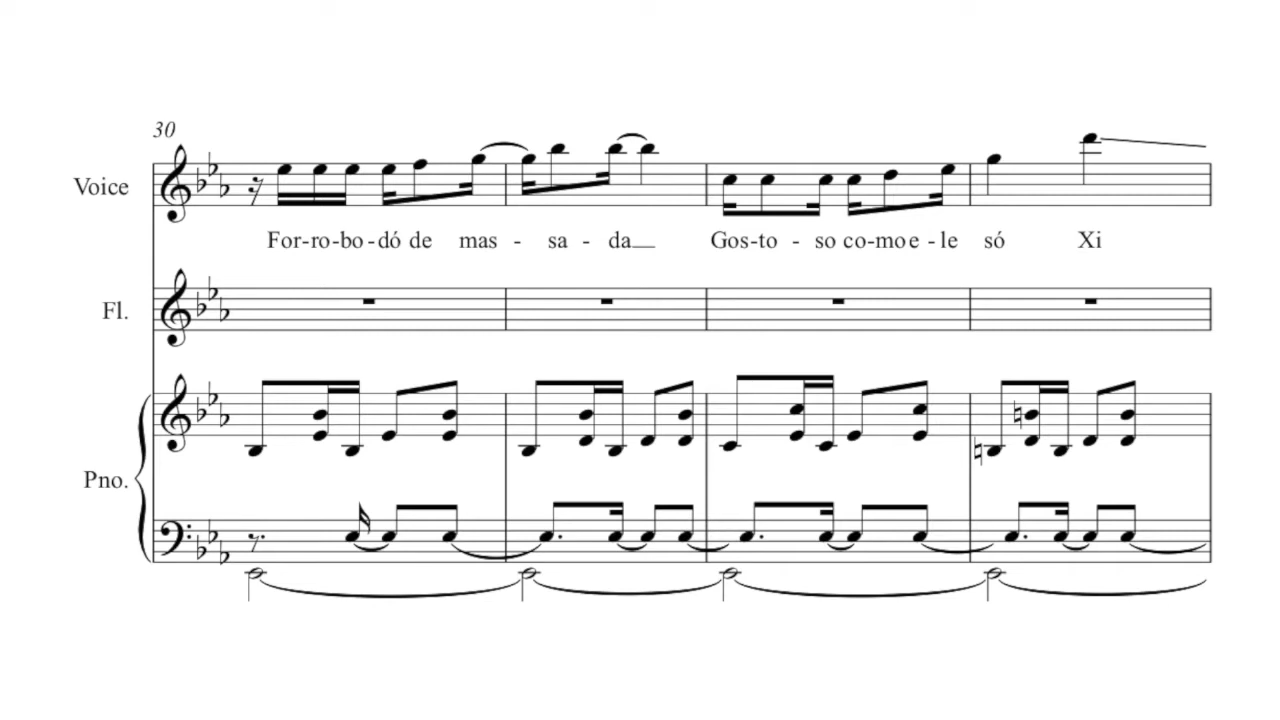 30
Voice
For-ro-bo-dó de mas - sa - da Gos-to - so co-mo e - le só Xi
Fl.
Pno.